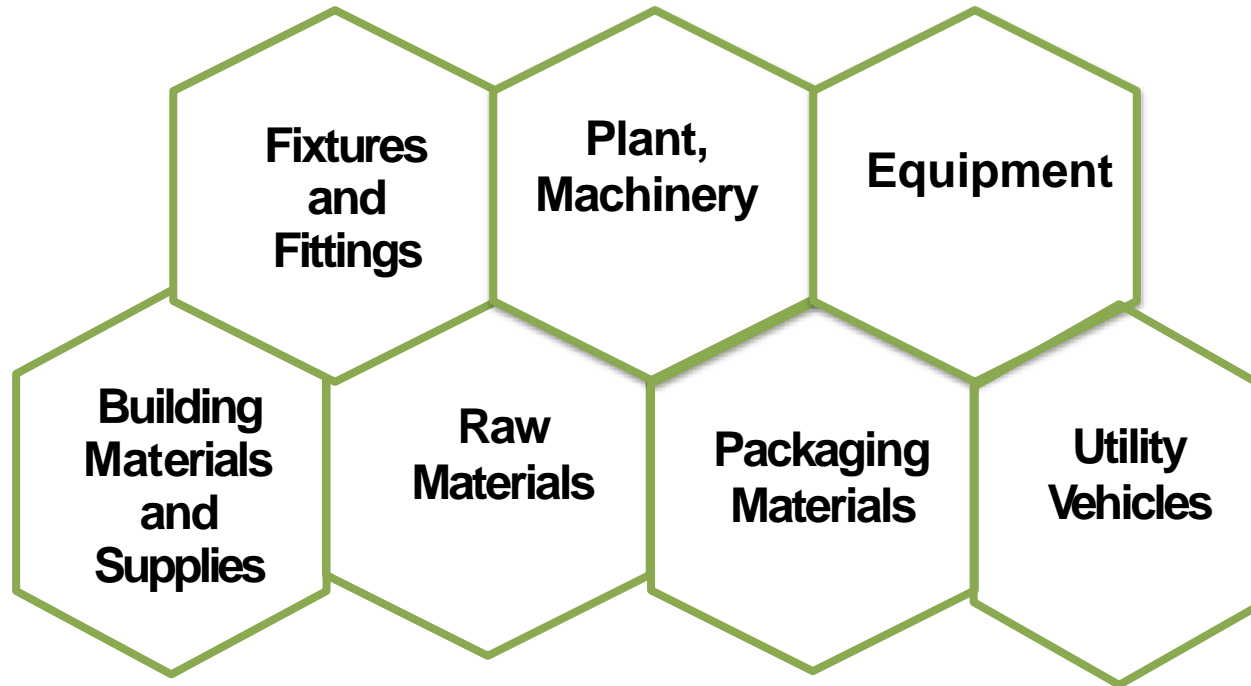 Fixtures
and
Fittings
Plant,
Machinery
Equipment
Building
Materials
and
Supplies
Raw
Materials
Packaging
Materials
Utility
Vehicles